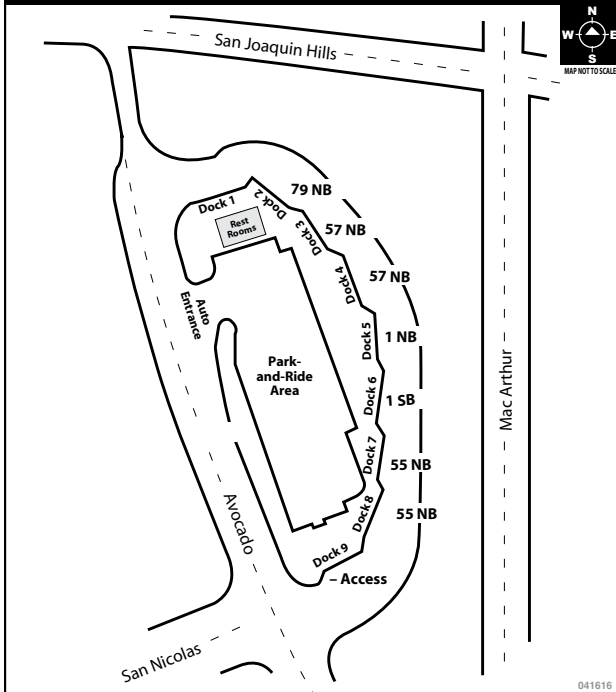 San Joaquin Hills
N
W E
S
MAP NOT TO SCALE
Dock 1
Dock 2
79 NB
Rest
Rooms
Dock 3
57 NB
Dock 4
57 NB
Auto
Entrance
Dock 5
1 NB
Park-
and-Ride
Area
Mac Arthur
Dock 6
1 SB
Dock 7
55 NB
Dock 8
55 NB
Avocado
Dock 9
– Access
San Nicolas
041616